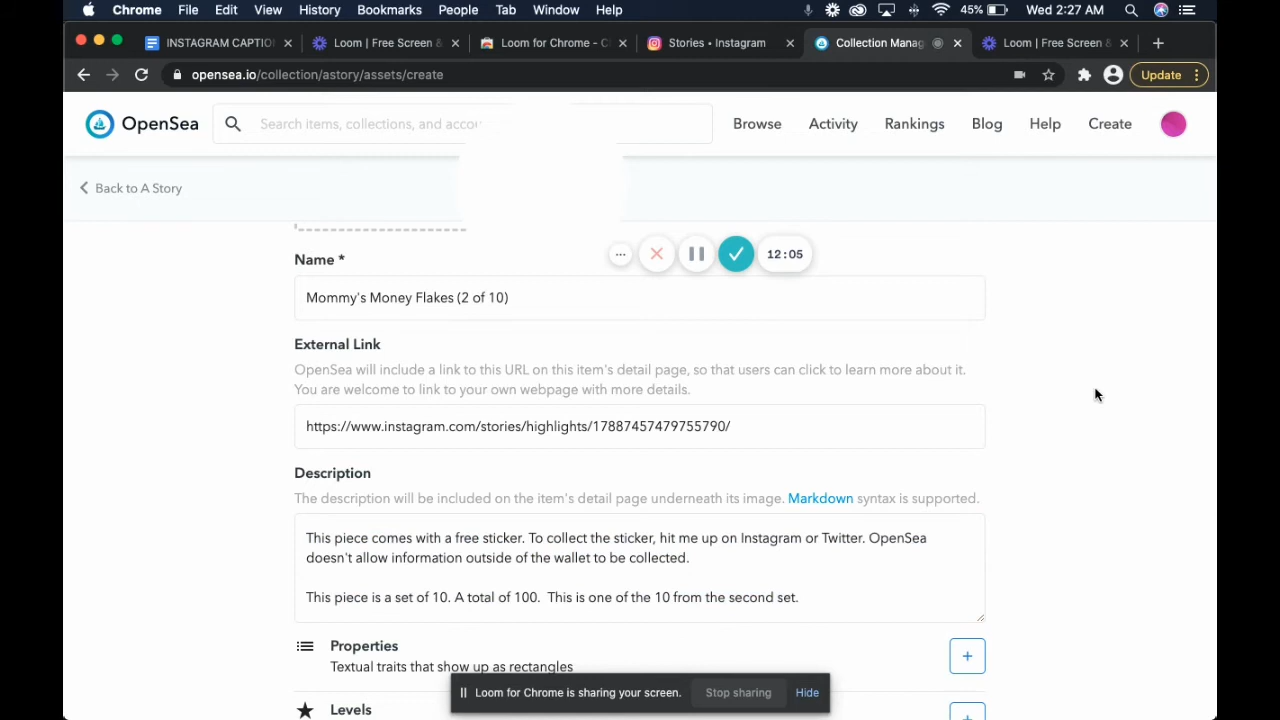 Chrome File Edit View History Bookmarks People Tab Window Help 45% Wed 2:27 AM
INSTAGRAM CAPTIO Loom | Free Screen & Loom for Chrome - C Stories • Instagram Collection Manag Loom | Free Screen &
opensea.io/collection/astory/assets/create Update
OpenSea Search items, collections, and accou Browse Activity Rankings Blog Help Create
Back to A Story
12:05
Name *
Mommy's Money Flakes (2 of 10)
External Link
OpenSea will include a link to this URL on this item's detail page, so that users can click to learn more about it.
You are welcome to link to your own webpage with more details.
https://www.instagram.com/stories/highlights/17887457479755790/
Description
The description will be included on the item's detail page underneath its image. Markdown syntax is supported.
This piece comes with a free sticker. To collect the sticker, hit me up on Instagram or Twitter. OpenSea
doesn't allow information outside of the wallet to be collected.
This piece is a set of 10. A total of 100. This is one of the 10 from the second set.
Properties
Textual traits that show up as rectangles
Loom for Chrome is sharing your screen. Stop sharing Hide
Levels